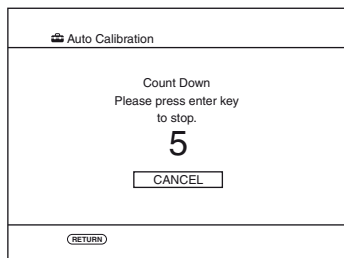 Auto Calibration
Count Down
Please press enter key
to stop.
5
CANCEL
RETURN